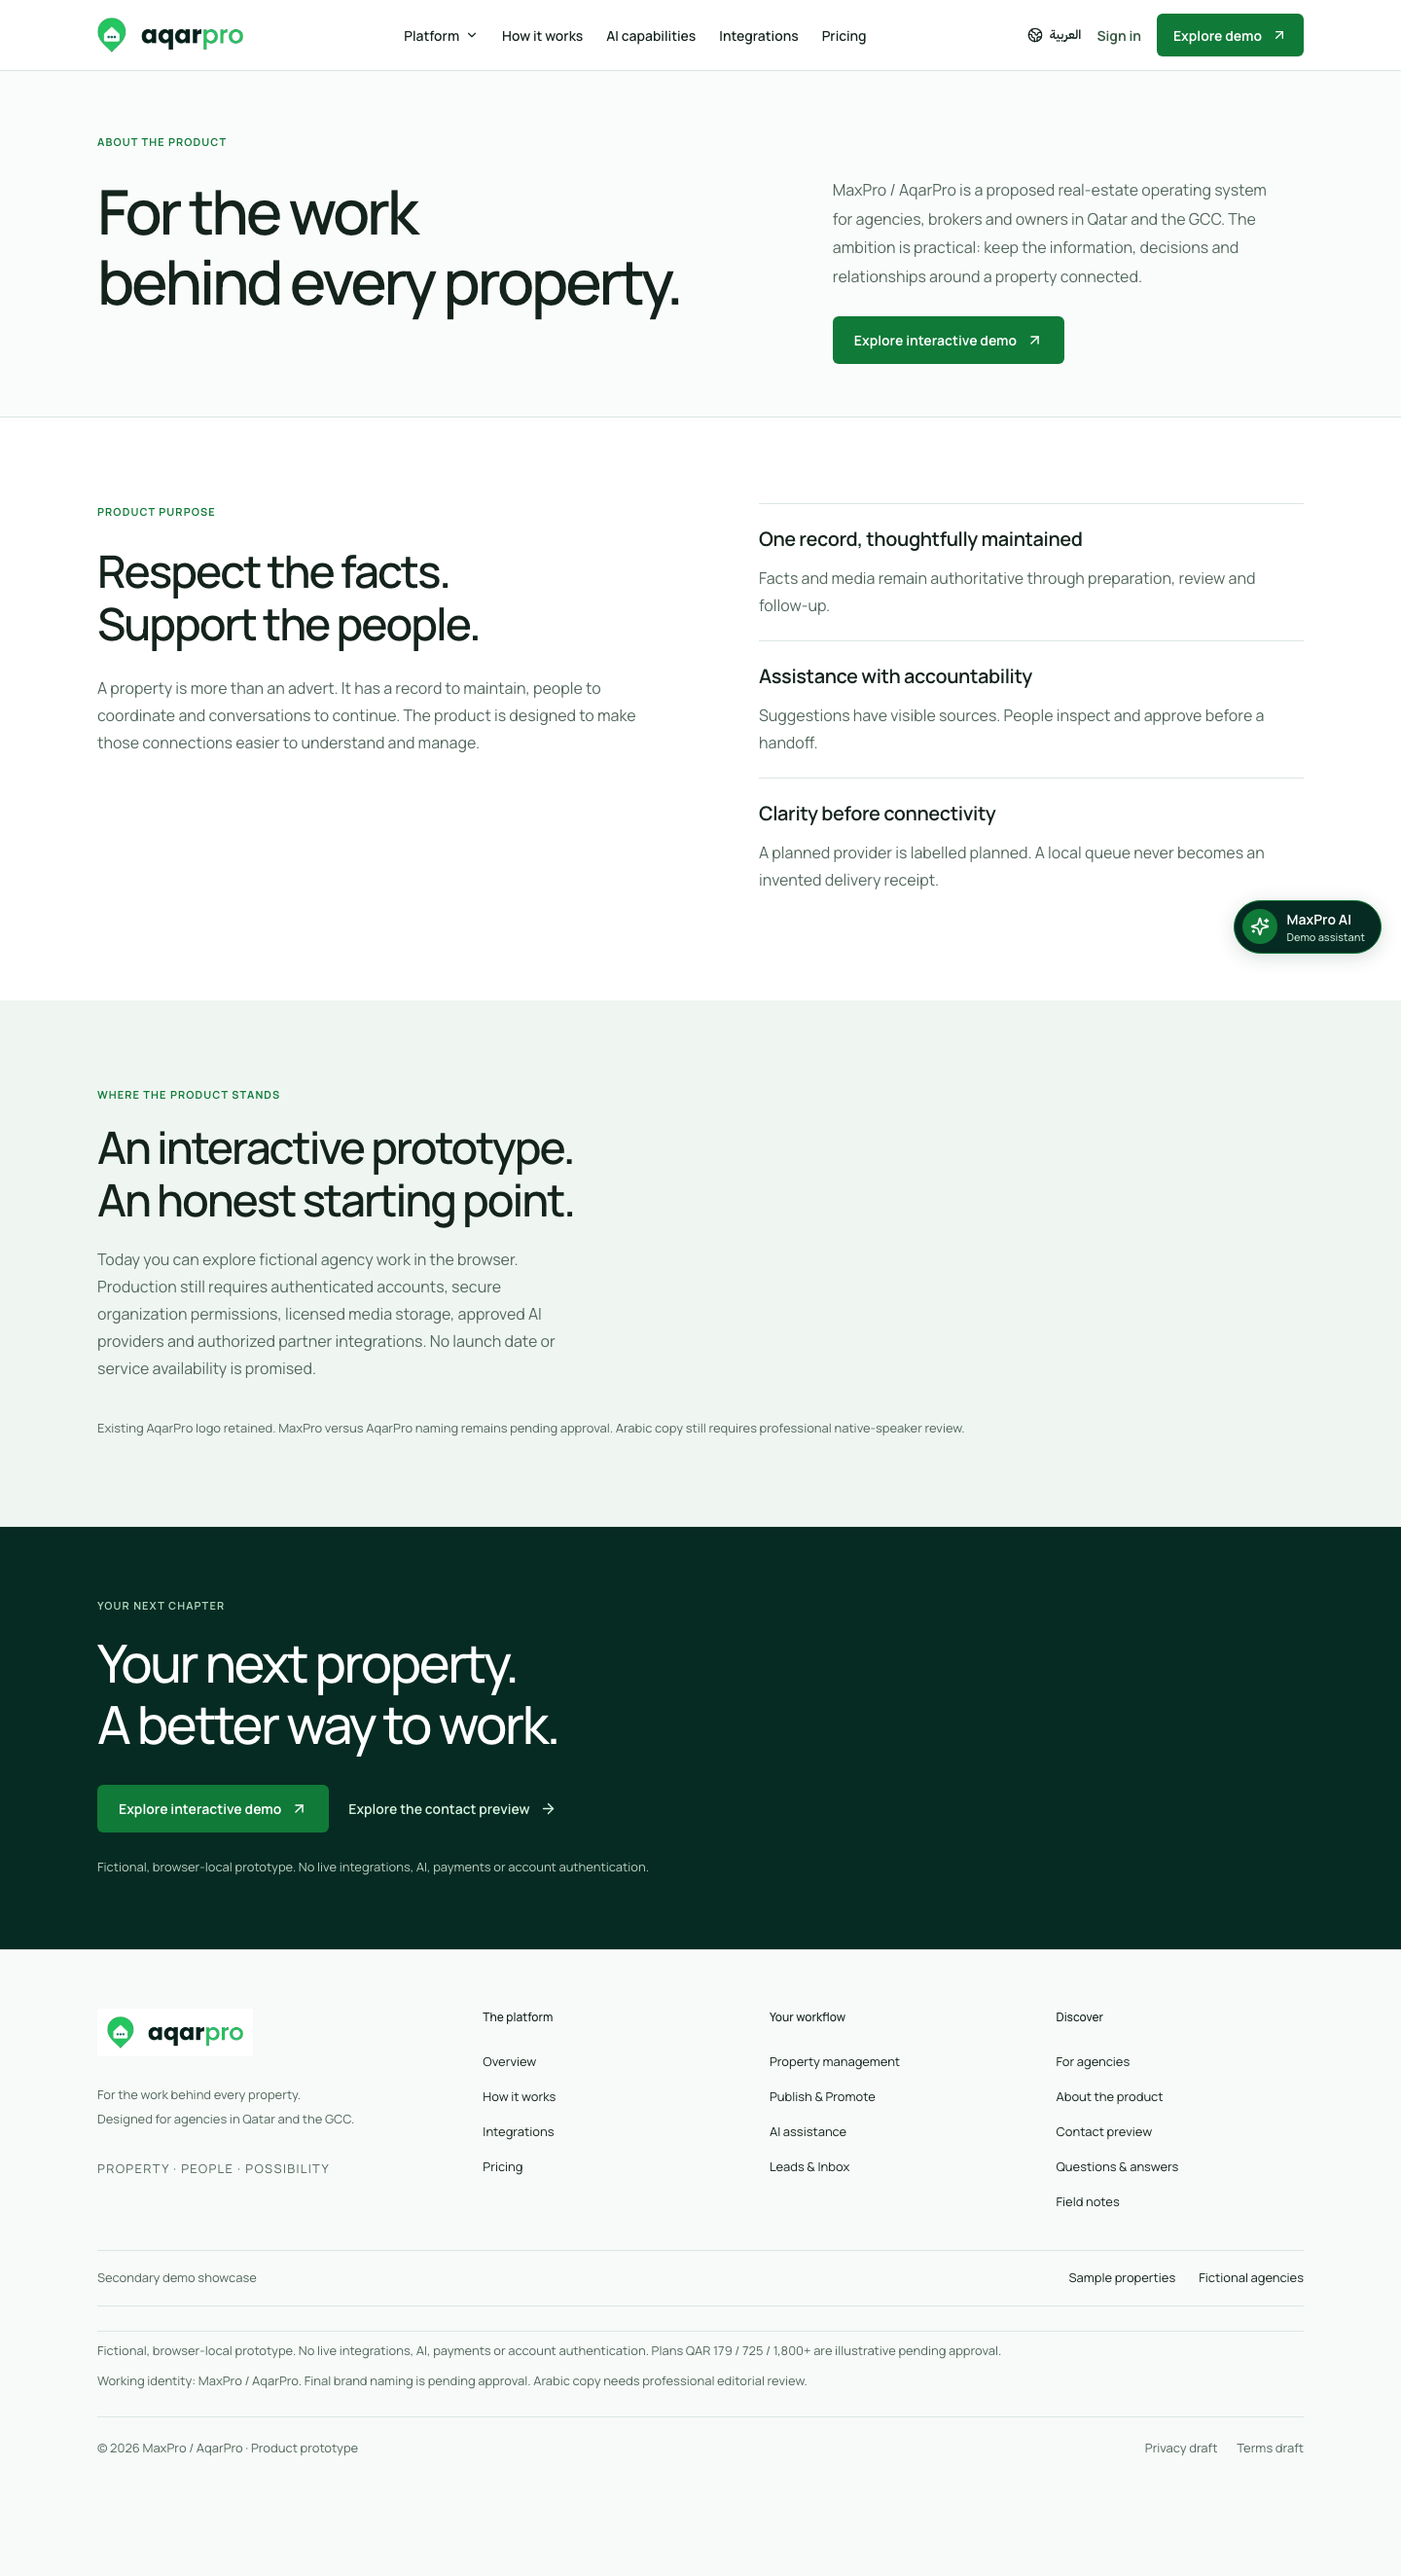 aqarpro
Platform
How it works
AI capabilities
Integrations
Pricing
العربية
Sign in
Explore demo
ABOUT THE PRODUCT
For the work
behind every property.
MaxPro / AqarPro is a proposed real-estate operating system
for agencies, brokers and owners in Qatar and the GCC. The
ambition is practical: keep the information, decisions and
relationships around a property connected.
Explore interactive demo
PRODUCT PURPOSE
Respect the facts.
Support the people.
A property is more than an advert. It has a record to maintain, people to
coordinate and conversations to continue. The product is designed to make
those connections easier to understand and manage.
One record, thoughtfully maintained
Facts and media remain authoritative through preparation, review and
follow-up.
Assistance with accountability
Suggestions have visible sources. People inspect and approve before a
handoff.
Clarity before connectivity
A planned provider is labelled planned. A local queue never becomes an
invented delivery receipt.
MaxPro AI
Demo assistant
WHERE THE PRODUCT STANDS
An interactive prototype.
An honest starting point.
Today you can explore fictional agency work in the browser.
Production still requires authenticated accounts, secure
organization permissions, licensed media storage, approved AI
providers and authorized partner integrations. No launch date or
service availability is promised.
Existing AqarPro logo retained. MaxPro versus AqarPro naming remains pending approval. Arabic copy still requires professional native-speaker review.
YOUR NEXT CHAPTER
Your next property.
A better way to work.
Explore interactive demo
Explore the contact preview
Fictional, browser-local prototype. No live integrations, AI, payments or account authentication.
aqarpro
For the work behind every property.
Designed for agencies in Qatar and the GCC.
PROPERTY · PEOPLE · POSSIBILITY
The platform
Overview
How it works
Integrations
Pricing
Your workflow
Property management
Publish & Promote
AI assistance
Leads & Inbox
Discover
For agencies
About the product
Contact preview
Questions & answers
Field notes
Secondary demo showcase
Sample properties
Fictional agencies
Fictional, browser-local prototype. No live integrations, AI, payments or account authentication. Plans QAR 179 / 725 / 1,800+ are illustrative pending approval.
Working identity: MaxPro / AqarPro. Final brand naming is pending approval. Arabic copy needs professional editorial review.
© 2026 MaxPro / AqarPro · Product prototype
Privacy draft
Terms draft